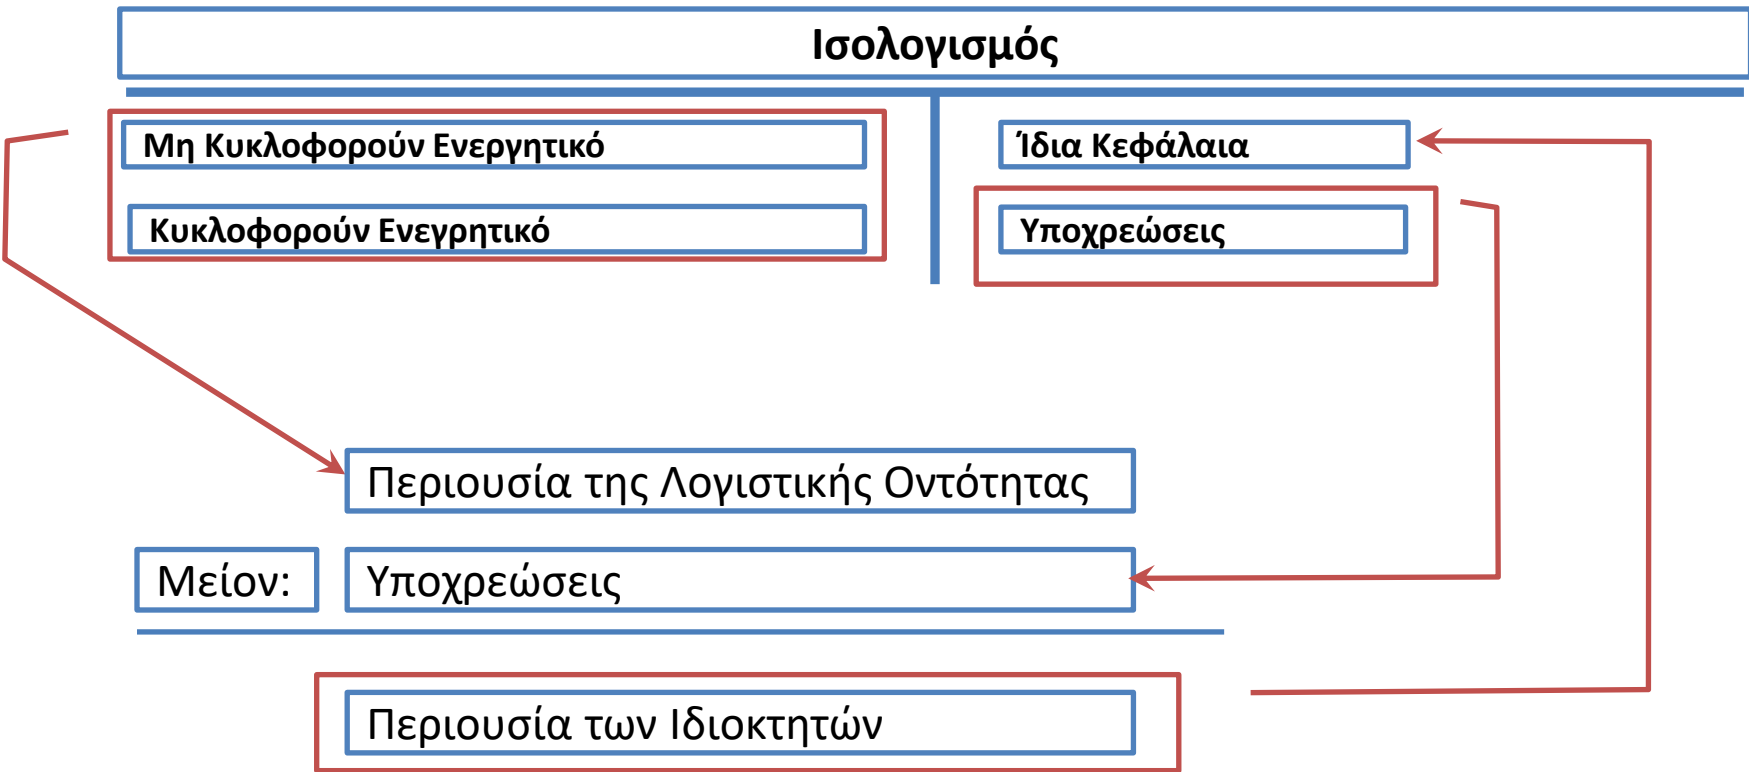 Ισολογισμός
Μη Κυκλοφορούν Ενεργητικό
Ίδια Κεφάλαια
Κυκλοφορούν Ενεγρητικό
Υποχρεώσεις
Περιουσία της Λογιστικής Οντότητας
Μείον: Υποχρεώσεις
Περιουσία των Ιδιοκτητών